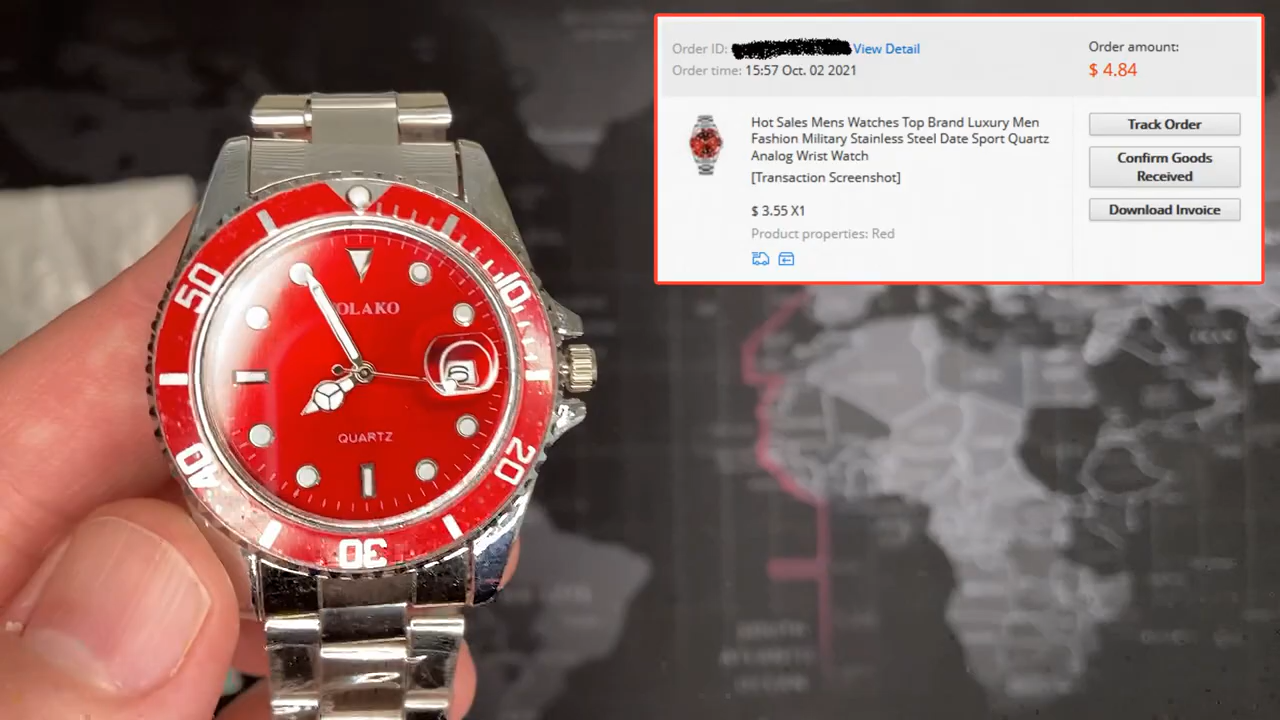 Order ID:
View Detail
Order time: 15:57 Oct. 02 2021
Order amount:
$ 4.84
Hot Sales Mens Watches Top Brand Luxury Men
Fashion Military Stainless Steel Date Sport Quartz
Analog Wrist Watch
[Transaction Screenshot]
$ 3.55 X1
Product properties: Red
Track Order
Confirm Goods
Received
Download Invoice
10
20
30
40
50
OLAKO
QUARTZ